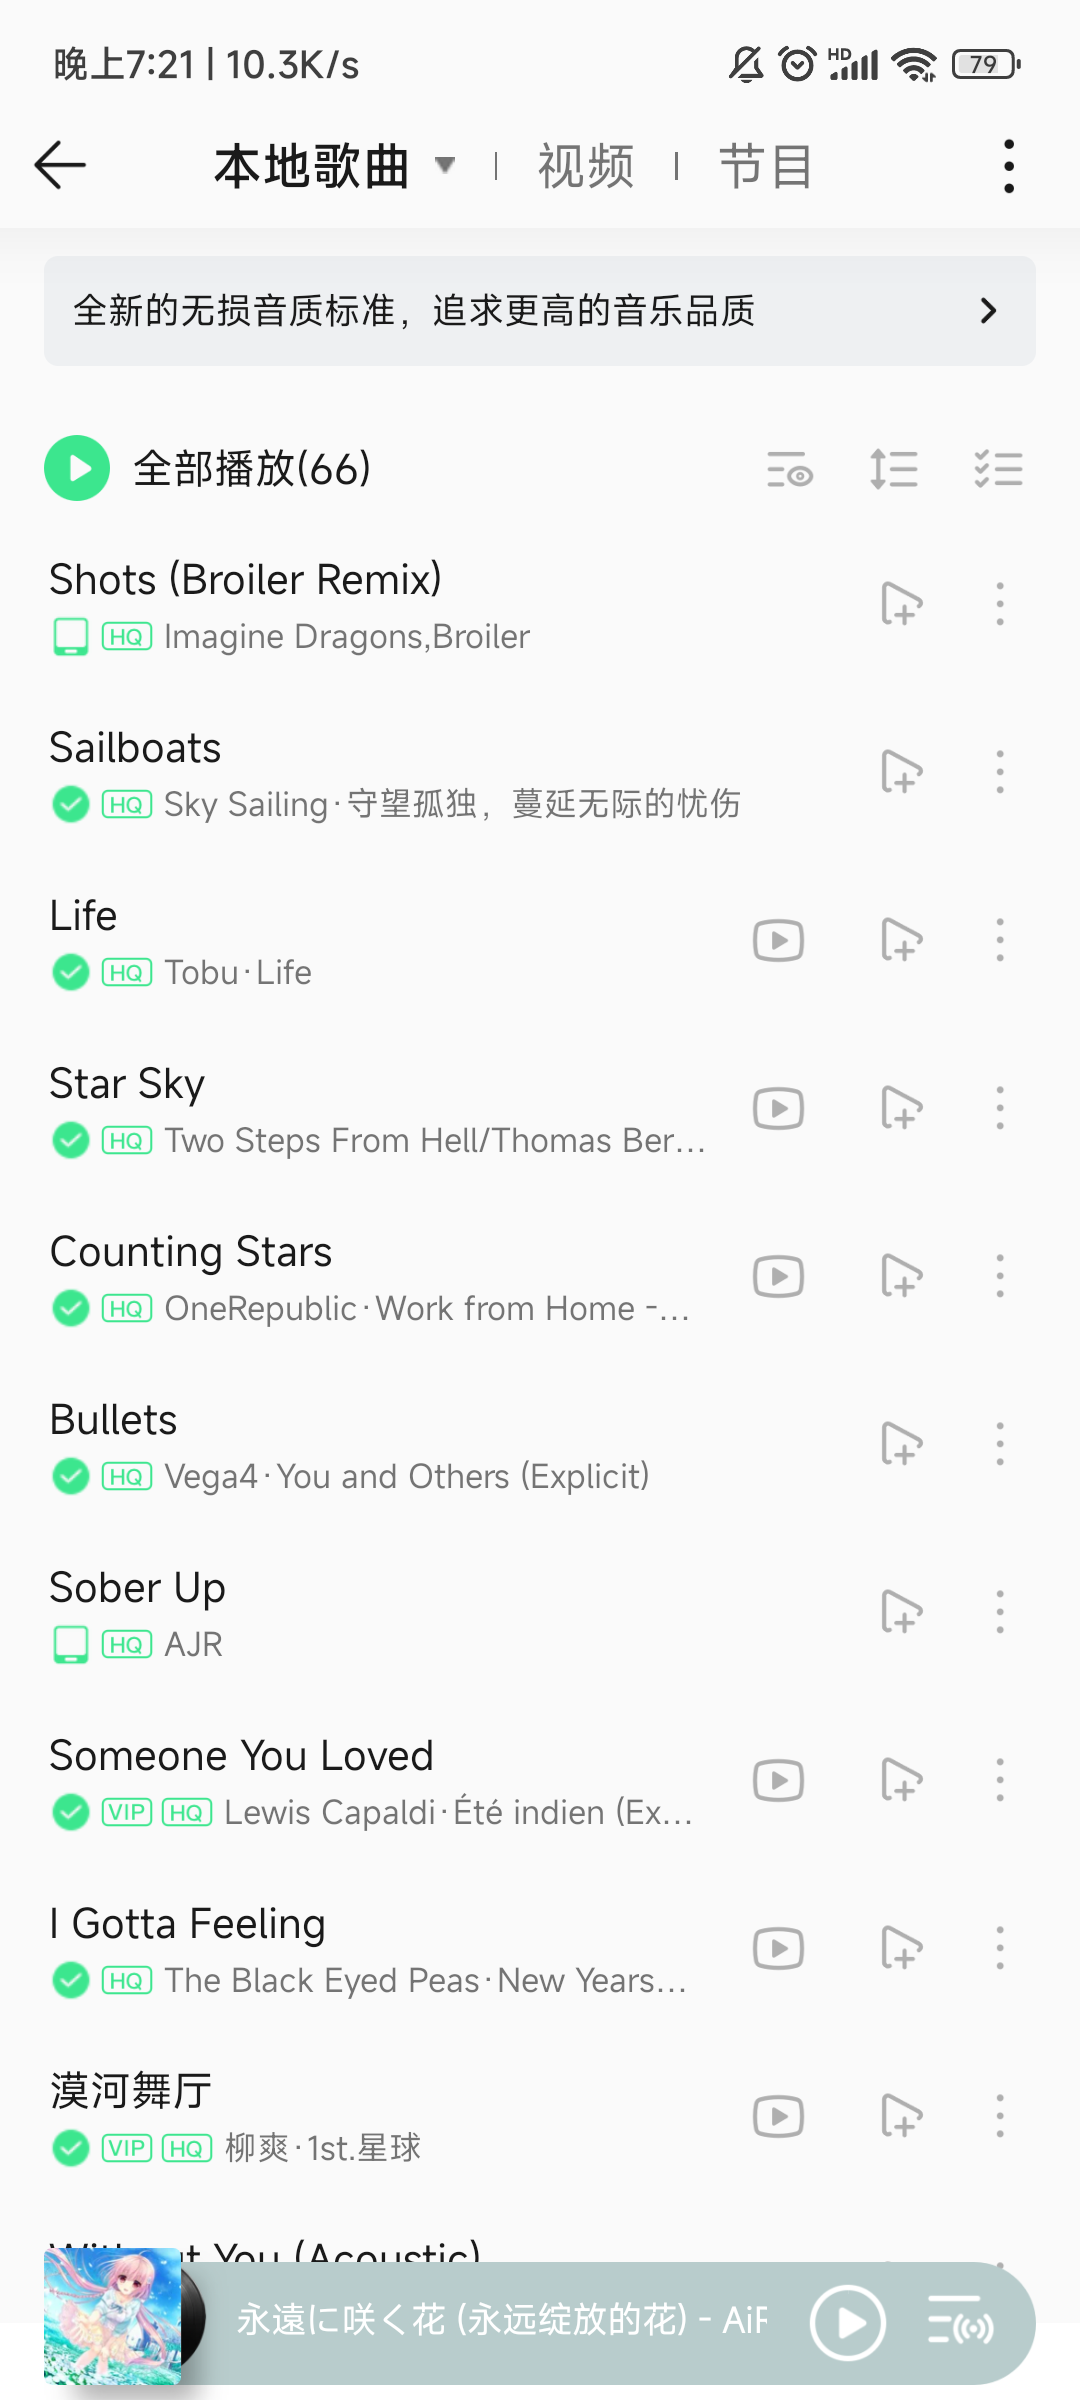 晚上7:21 | 10.3K/s
HD
79
本地歌曲 | 视频 | 节目
全新的无损音质标准，追求更高的音乐品质
全部播放(66)
Shots (Broiler Remix)
HQ Imagine Dragons,Broiler
Sailboats
HQ Sky Sailing·守望孤独，蔓延无际的忧伤
Life
HQ Tobu·Life
Star Sky
HQ Two Steps From Hell/Thomas Ber...
Counting Stars
HQ OneRepublic·Work from Home -...
Bullets
HQ Vega4·You and Others (Explicit)
Sober Up
HQ AJR
Someone You Loved
VIP HQ Lewis Capaldi·Été indien (Ex...
I Gotta Feeling
HQ The Black Eyed Peas·New Years...
漠河舞厅
VIP HQ 柳爽·1st.星球
Without You (Acoustic)
永遠に咲く花 (永远绽放的花) - AiR